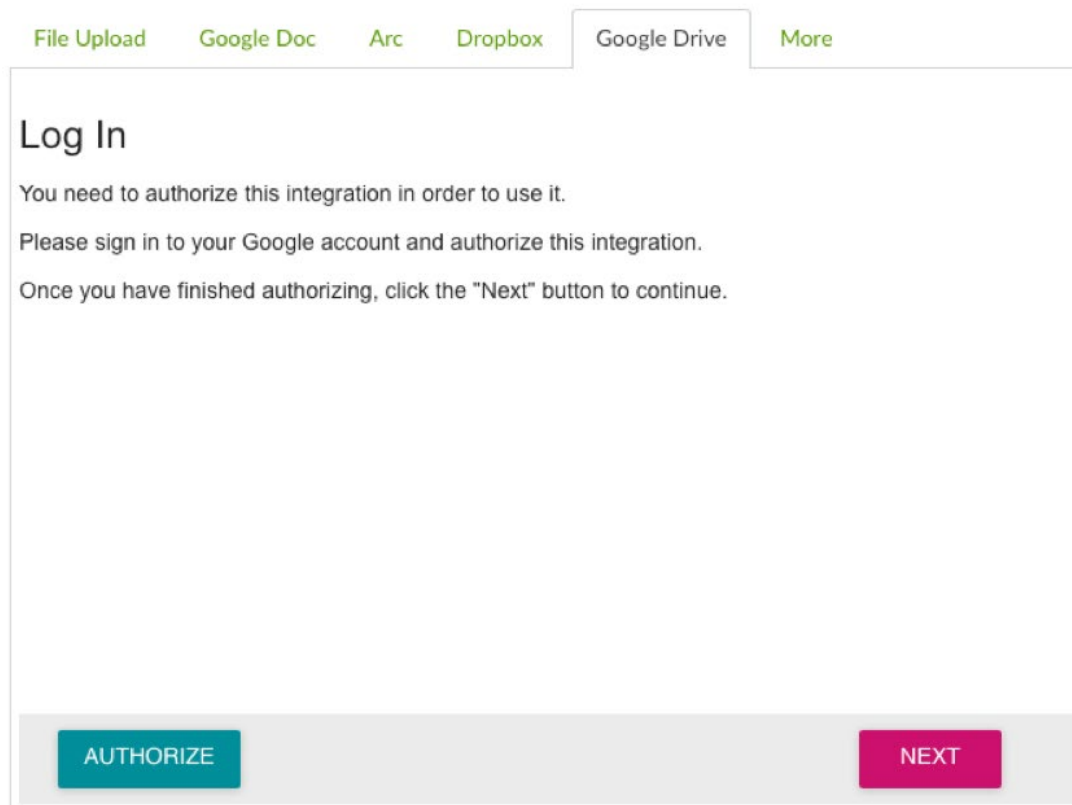 File Upload Google Doc Arc Dropbox Google Drive More
Log In
You need to authorize this integration in order to use it.
Please sign in to your Google account and authorize this integration.
Once you have finished authorizing, click the "Next" button to continue.
AUTHORIZE NEXT